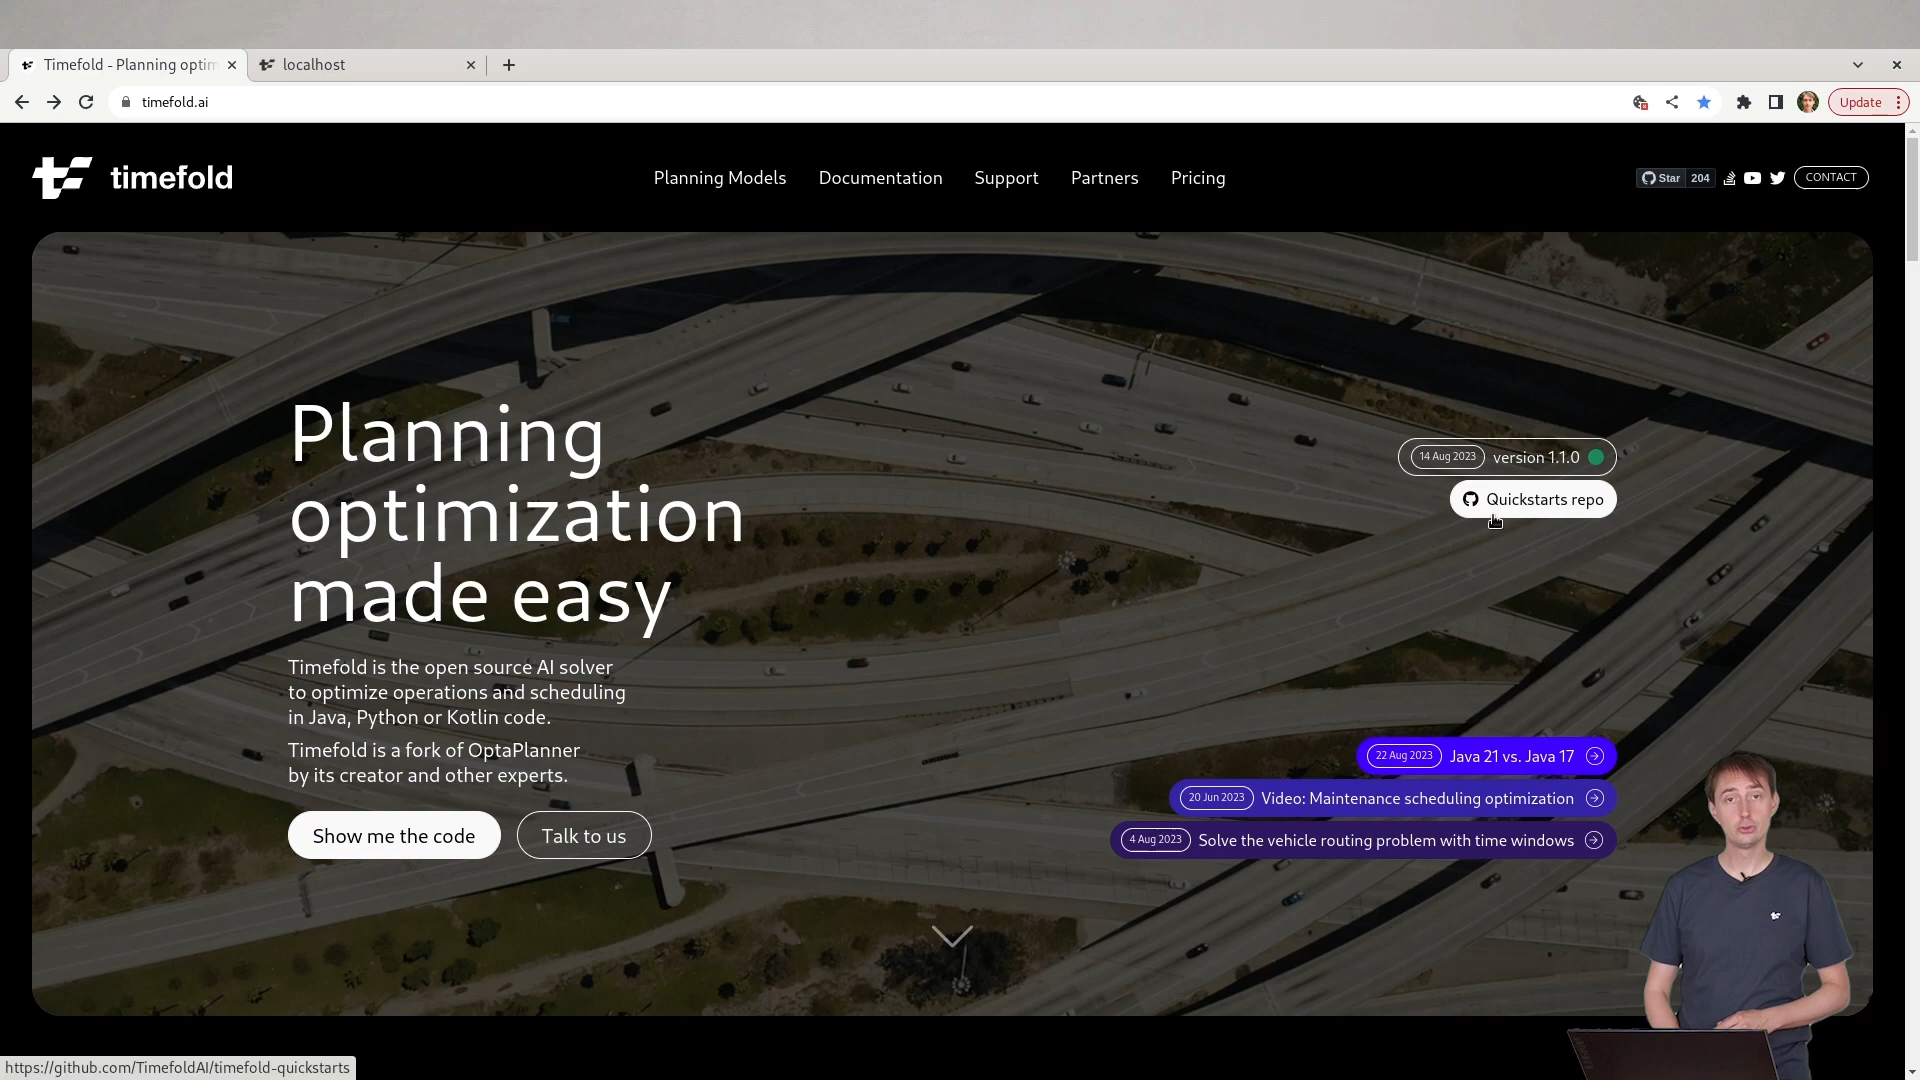 Timefold - Planning optim
localhost
timefold.ai
Update
timefold
Planning Models
Documentation
Support
Partners
Pricing
Star
204
CONTACT
Planning
optimization
made easy
14 Aug 2023
version 1.1.0
Quickstarts repo
Timefold is the open source AI solver
to optimize operations and scheduling
in Java, Python or Kotlin code.
Timefold is a fork of OptaPlanner
by its creator and other experts.
Show me the code
Talk to us
22 Aug 2023
Java 21 vs. Java 17
20 Jun 2023
Video: Maintenance scheduling optimization
4 Aug 2023
Solve the vehicle routing problem with time windows
https://github.com/TimefoldAI/timefold-quickstarts